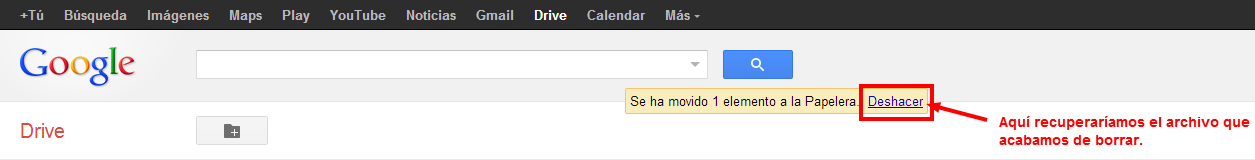 +Tú Búsqueda Imágenes Maps Play YouTube Noticias Gmail Drive Calendar Más
Google
Se ha movido 1 elemento a la Papelera. Deshacer
Aquí recuperaríamos el archivo que
acabamos de borrar.
Drive